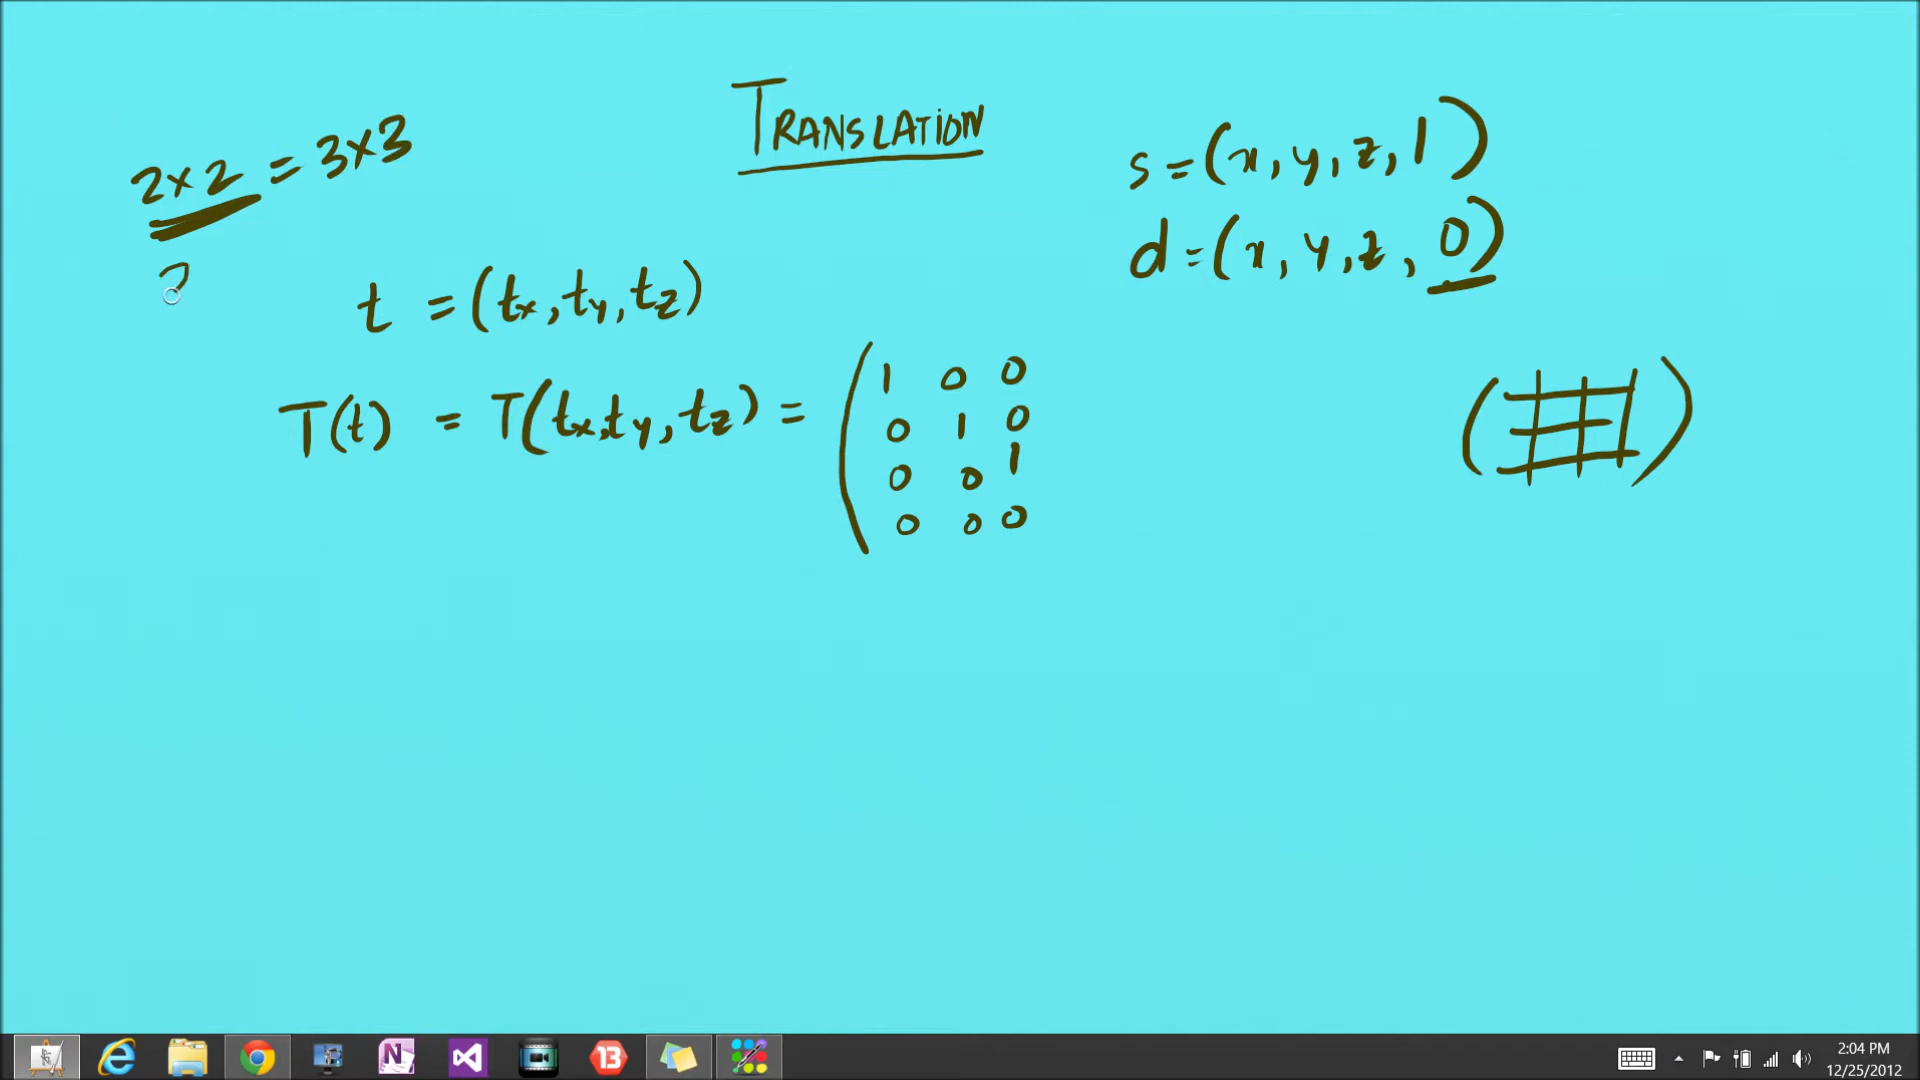 TRANSLATION
2x2 = 3x3
s = (x, y, z, 1)
d = (x, y, z, 0)
t = (tx, ty, tz)
T(t) = T(tx, ty, tz) =
1 0 0
0 1 0
0 0 1
0 0 0
N
13
2:04 PM
12/25/2012